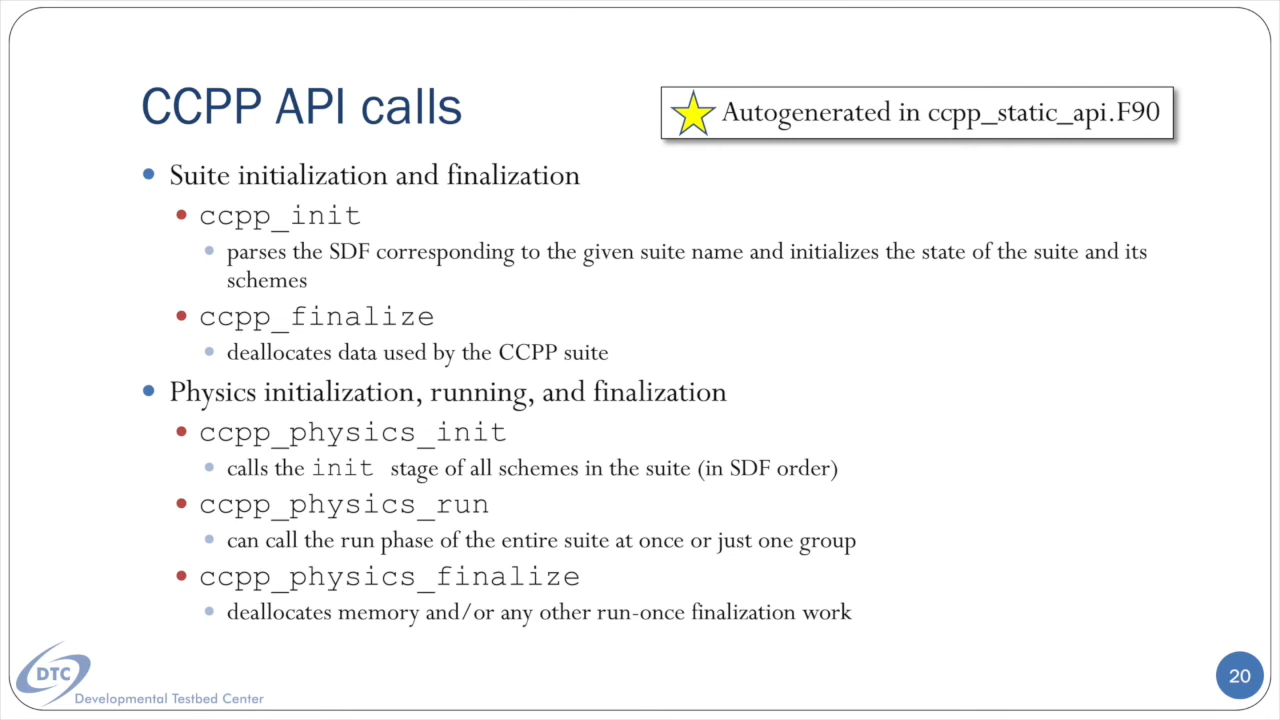 CCPP API calls
Autogenerated in ccpp_static_api.F90
Suite initialization and finalization
ccpp_init
parses the SDF corresponding to the given suite name and initializes the state of the suite and its
schemes
ccpp_finalize
deallocates data used by the CCPP suite
Physics initialization, running, and finalization
ccpp_physics_init
calls the init stage of all schemes in the suite (in SDF order)
ccpp_physics_run
can call the run phase of the entire suite at once or just one group
ccpp_physics_finalize
deallocates memory and/or any other run-once finalization work
DTC
Developmental Testbed Center
20